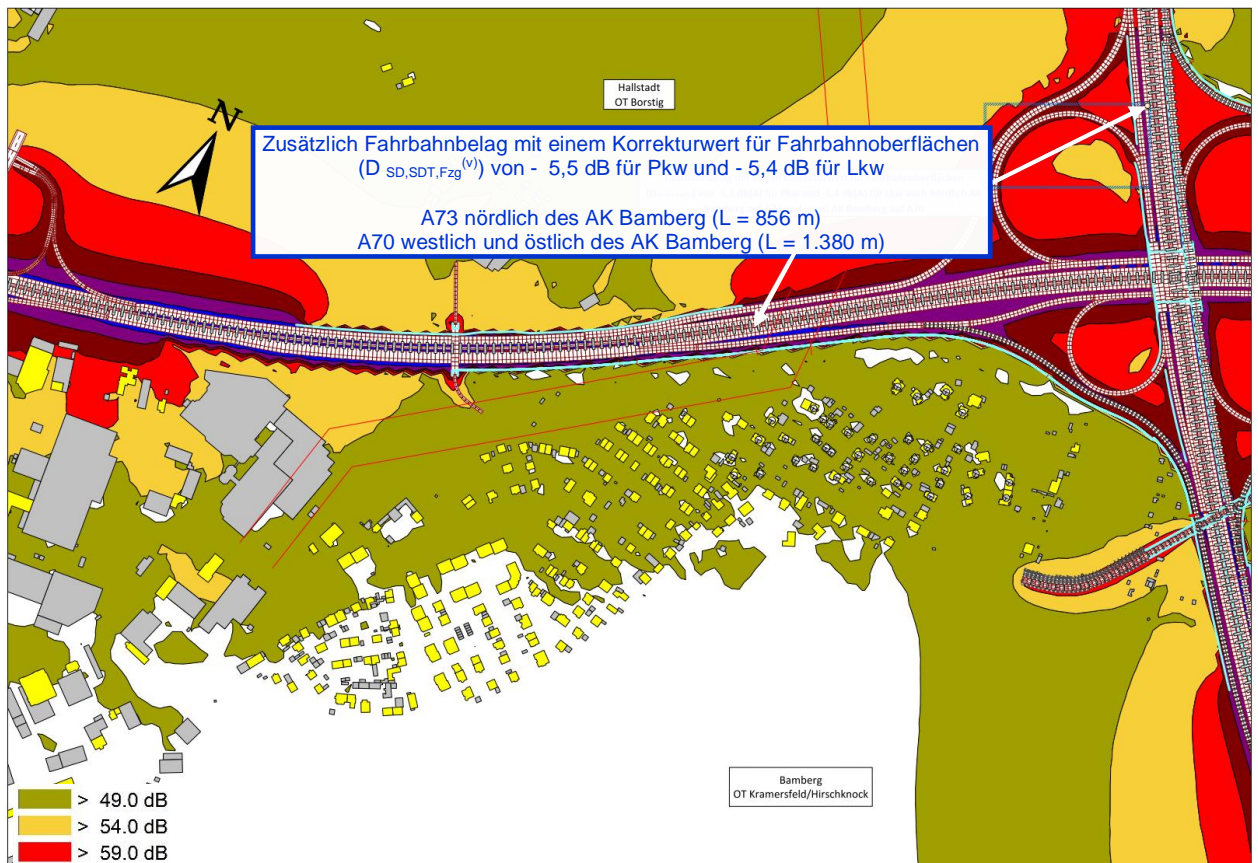 Hallstadt
OT Borstig
N
Zusätzlich Fahrbahnbelag mit einem Korrekturwert für Fahrbahnoberflächen
(D SD,SDT,Fzg(v)) von - 5,5 dB für Pkw und - 5,4 dB für Lkw
A73 nördlich des AK Bamberg (L = 856 m)
A70 westlich und östlich des AK Bamberg (L = 1.380 m)
Bamberg
OT Kramersfeld/Hirschknock
> 49.0 dB
> 54.0 dB
> 59.0 dB